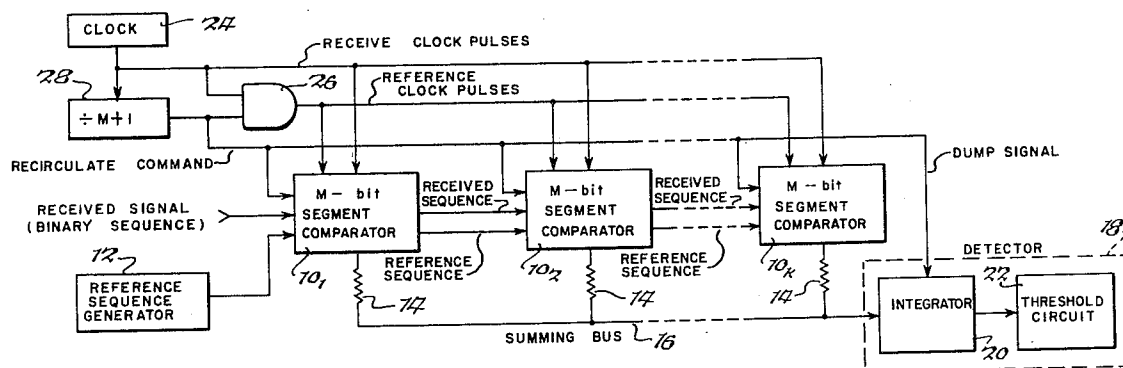 CLOCK
24
RECEIVE CLOCK PULSES
28
26
REFERENCE
CLOCK PULSES
÷ M+1
RECIRCULATE COMMAND
DUMP SIGNAL
RECEIVED SIGNAL
(BINARY SEQUENCE)
M-bit
SEGMENT
COMPARATOR
RECEIVED
SEQUENCE
M-bit
SEGMENT
COMPARATOR
RECEIVED
SEQUENCE
M-bit
SEGMENT
COMPARATOR
10₁
REFERENCE
SEQUENCE
10₂
REFERENCE
SEQUENCE
10ₖ
DETECTOR
18
12
REFERENCE
SEQUENCE
GENERATOR
14
14
14
INTEGRATOR
20
22
THRESHOLD
CIRCUIT
SUMMING BUS
16